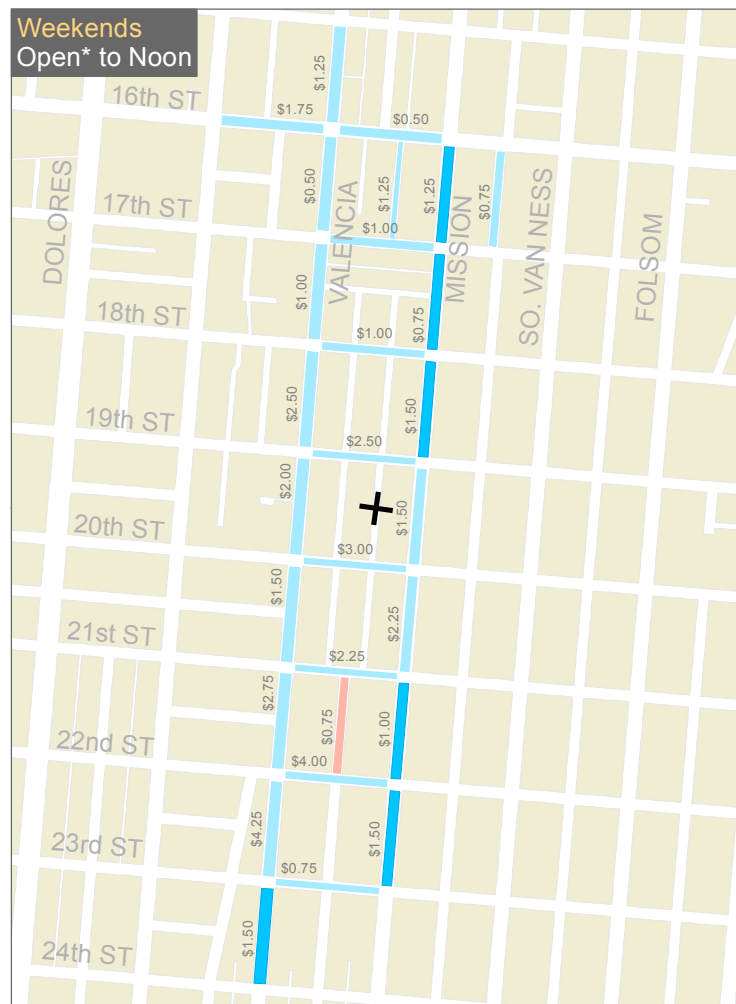 Weekends
Open* to Noon
$1.25
16th ST
$1.75
$0.50
DOLORES
17th ST
$0.50
VALENCIA
$1.25
$1.00
$1.25
MISSION
$0.75
SO. VAN NESS
FOLSOM
18th ST
$1.00
$1.00
$0.75
19th ST
$2.50
$2.50
$1.50
20th ST
$2.00
$3.00
$1.50
21st ST
$1.50
$2.25
$2.25
22nd ST
$2.75
$0.75
$4.00
$1.00
23rd ST
$4.25
$0.75
$1.50
24th ST
$1.50